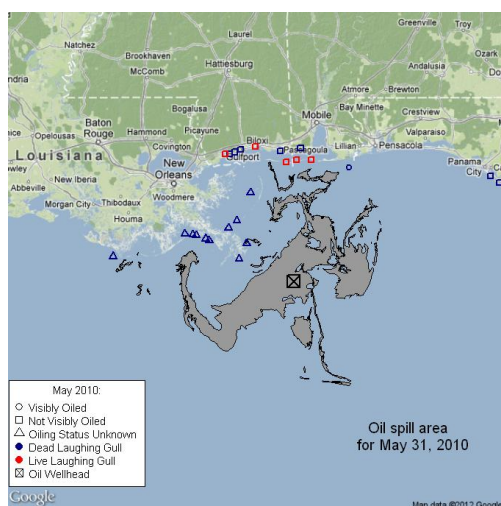 Laurel
Greenville
Troy
Natchez
Brookhaven
Ozark
McComb
Hattiesburg
Andalusia
Atmore
Brewton
Bogalusa
Bay Minette
Crestview
Baton
Rouge
Hammond
Picayune
Mobile
Opelousas
Covington
Biloxi
Pascagoula
Lillian
Pensacola
Valparaiso
Louisiana
Gulfport
New
Orleans
Panama
City
Abbeville
New Iberia
Thibodaux
Woodmere
Morgan City
Houma
May 2010:
Visibly Oiled
Not Visibly Oiled
Oiling Status Unknown
Dead Laughing Gull
Live Laughing Gull
Oil Wellhead
Oil spill area
for May 31, 2010
Google
Map data ©2012 Google